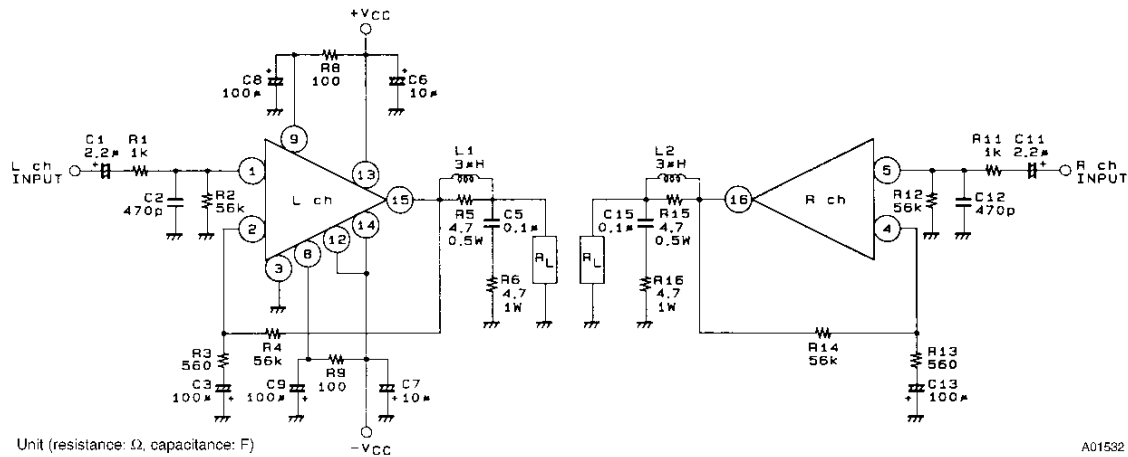 +VCC
C8
100μ
R8
100
C6
10μ
9
L ch
INPUT
C1
2.2μ
+
R1
1k
C2
470p
R2
56k
1
2
3
8
12
14
13
15
L ch
L1
3μH
R5
4.7
0.5W
C5
0.1μ
R6
4.7
1W
RL
R3
560
C3
100μ
+
R4
56k
C9
100μ
+
R9
100
C7
10μ
+
-VCC
L2
3μH
RL
C15
0.1μ
R15
4.7
0.5W
R16
4.7
1W
16
R ch
5
4
R12
56k
R11
1k
C11
2.2μ
+
C12
470p
R ch
INPUT
R14
56k
R13
560
C13
100μ
+
Unit (resistance: Ω, capacitance: F)
A01532